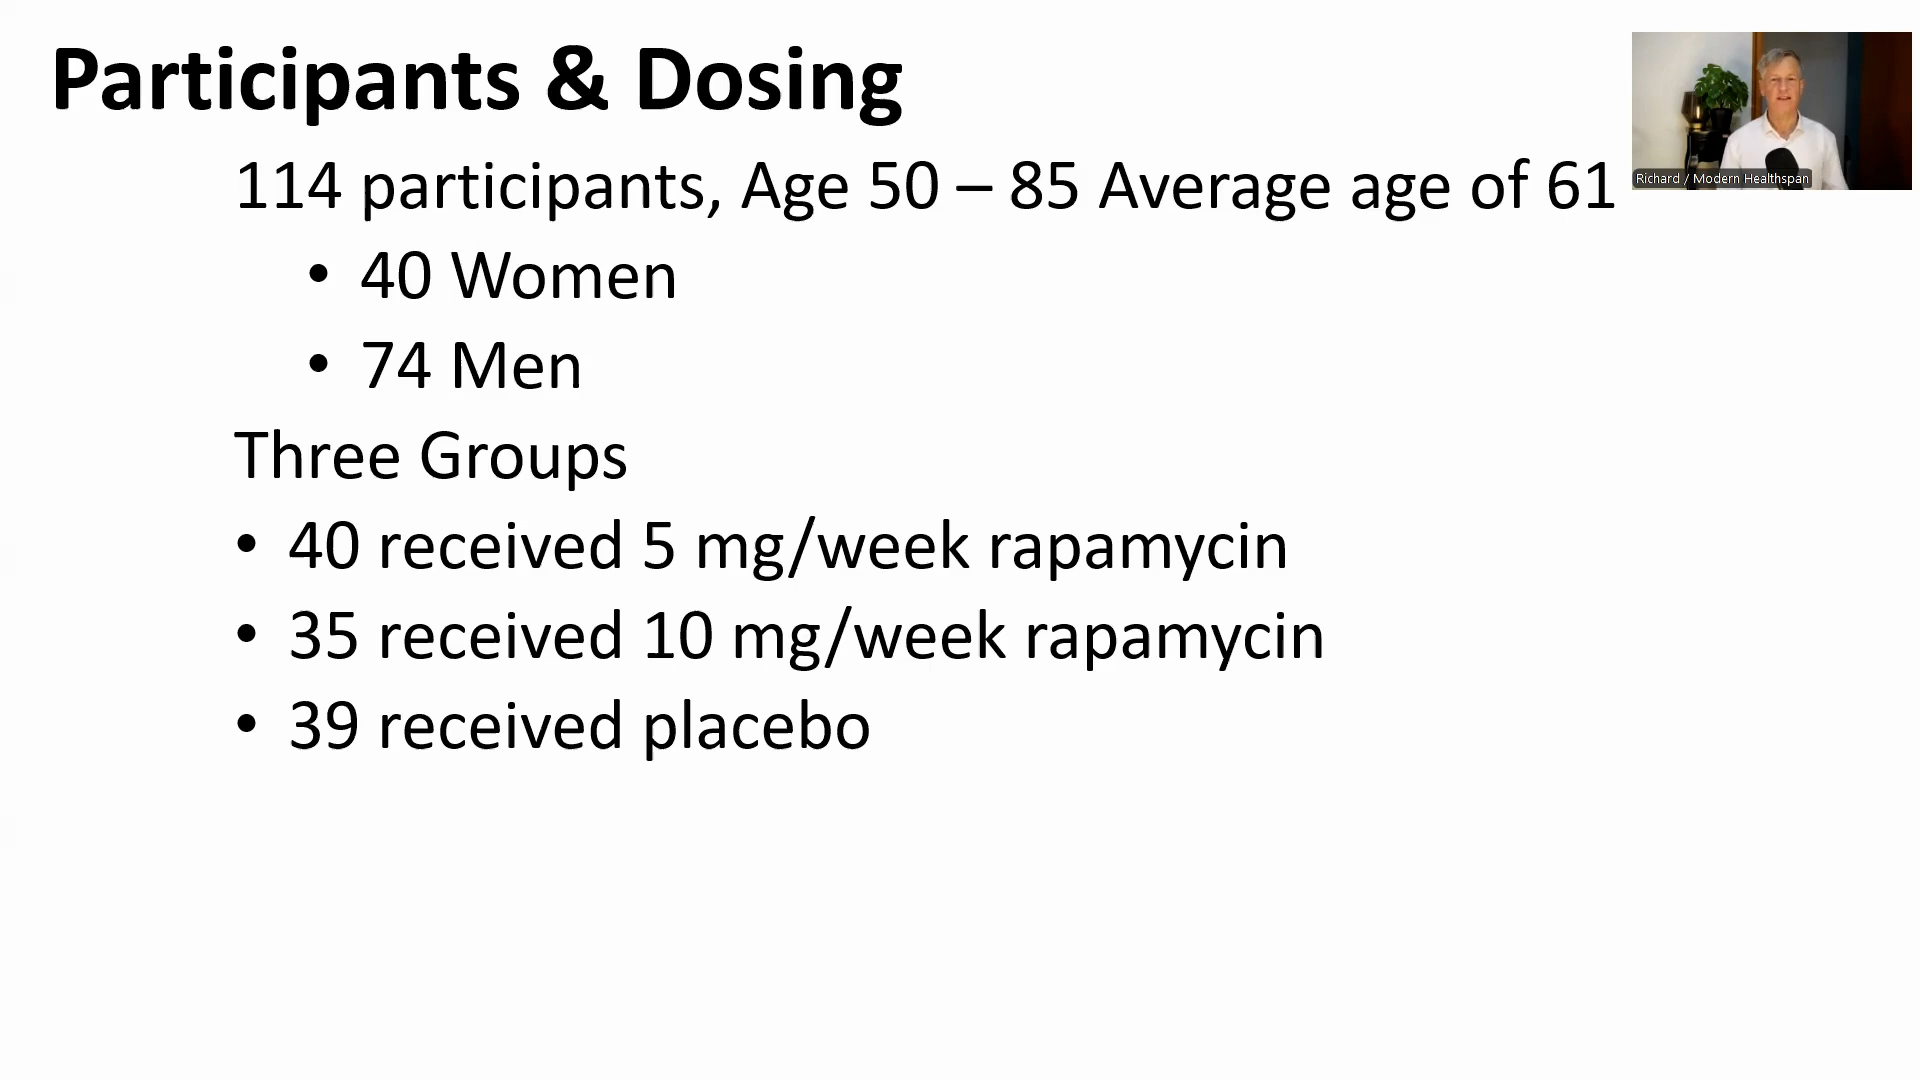 Participants & Dosing
114 participants, Age 50 – 85 Average age of 61
• 40 Women
• 74 Men
Three Groups
• 40 received 5 mg/week rapamycin
• 35 received 10 mg/week rapamycin
• 39 received placebo
Richard / Modern Healthspan